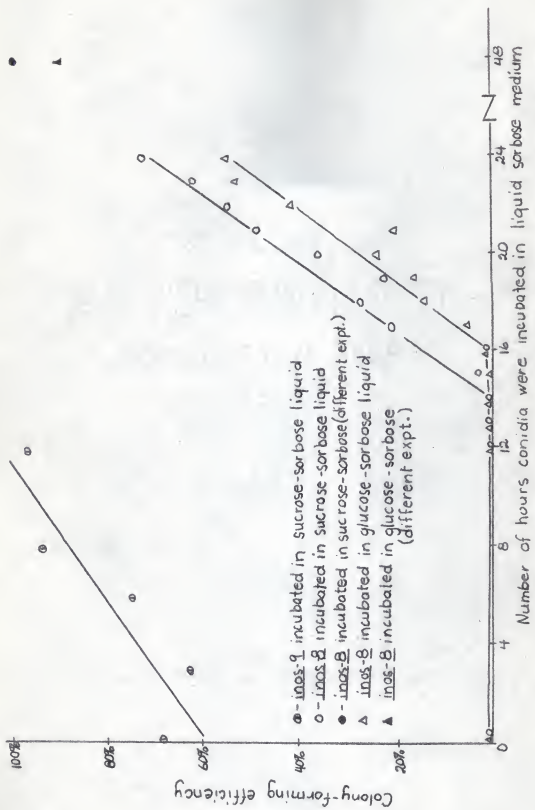 Colony-forming efficiency
100%
80%
60%
40%
20%
- inos-9 incubated in sucrose-sorbose liquid
- inos-8 incubated in sucrose-sorbose liquid
- inos-8 incubated in sucrose-sorbose (different expt.)
- inos-8 incubated in glucose-sorbose liquid
- inos-8 incubated in glucose-sorbose
(different expt.)
0
4
8
12
16
20
24
48
Number of hours conidia were incubated in liquid sorbose medium